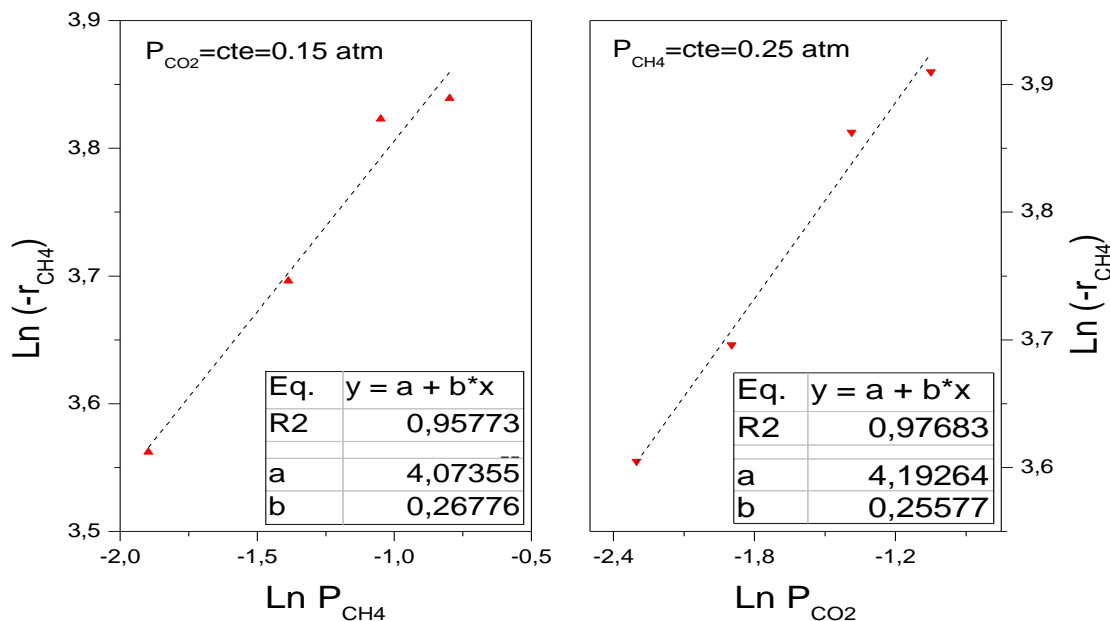 3,9
3,8
3,7
3,6
3,5
Ln (-r_CH4)
P_CO2=cte=0.15 atm
Eq. y = a + b*x
R2 0,95773
--
a 4,07355
b 0,26776
-2,0 -1,5 -1,0 -0,5
Ln P_CH4
P_CH4=cte=0.25 atm
Eq. y = a + b*x
R2 0,97683
a 4,19264
b 0,25577
-2,4 -1,8 -1,2
Ln P_CO2
3,9
3,8
3,7
3,6
Ln (-r_CH4)